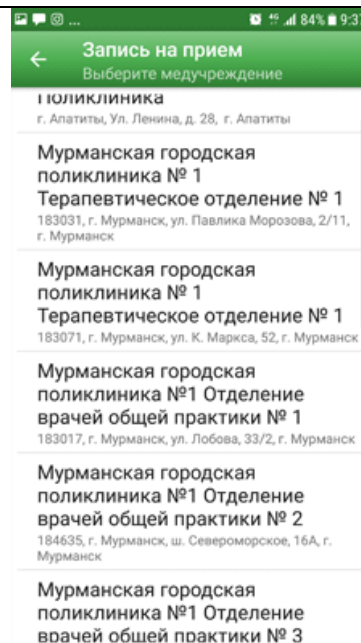 ... 84% 9:37
Запись на прием
Выберите медучреждение
Поликлиника
г. Апатиты, Ул. Ленина, д. 28, г. Апатиты
Мурманская городская
поликлиника № 1
Терапевтическое отделение № 1
183031, г. Мурманск, ул. Павлика Морозова, 2/11,
г. Мурманск
Мурманская городская
поликлиника № 1
Терапевтическое отделение № 1
183071, г. Мурманск, ул. К. Маркса, 52, г. Мурманск
Мурманская городская
поликлиника №1 Отделение
врачей общей практики № 1
183017, г. Мурманск, ул. Лобова, 33/2, г. Мурманск
Мурманская городская
поликлиника №1 Отделение
врачей общей практики № 2
184635, г. Мурманск, ш. Североморское, 16А, г.
Мурманск
Мурманская городская
поликлиника №1 Отделение
врачей общей практики № 3